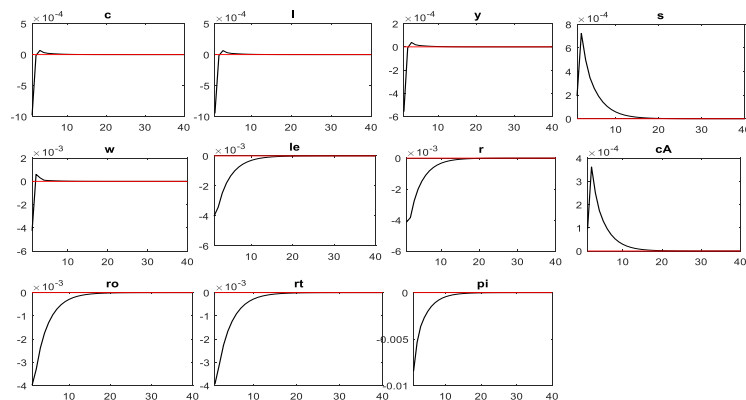 c l y s
×10⁻⁴ ×10⁻⁴ ×10⁻⁴ ×10⁻⁴
5 5 2 8
0 0 0 6
-5 -5 -2 4
-10 -10 -4 2
-6 0
10 20 30 40 10 20 30 40 10 20 30 40 10 20 30 40
w le r cA
×10⁻³ ×10⁻³ ×10⁻³ ×10⁻⁴
2 0 0 4
0 -2 -2 3
-2 -4 -4 2
-4 -6 -6 1
-6 0
10 20 30 40 10 20 30 40 10 20 30 40 10 20 30 40
ro rt pi
×10⁻³ ×10⁻³
0 0 0
-1 -1 -0.005
-2 -2 -0.01
-3 -3
-4 -4
10 20 30 40 10 20 30 40 10 20 30 40